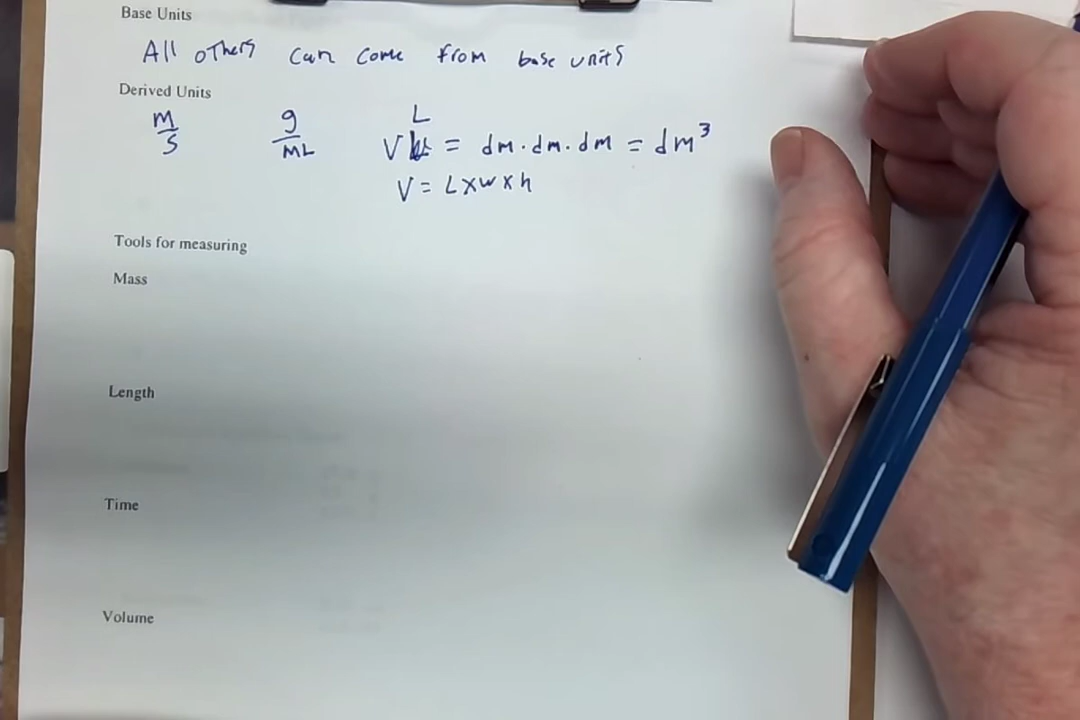 Base Units
All others can come from base units
Derived Units
m/s g/mL L
V = dm·dm·dm = dm³
V = L×w×h
Tools for measuring
Mass
Length
Time
Volume